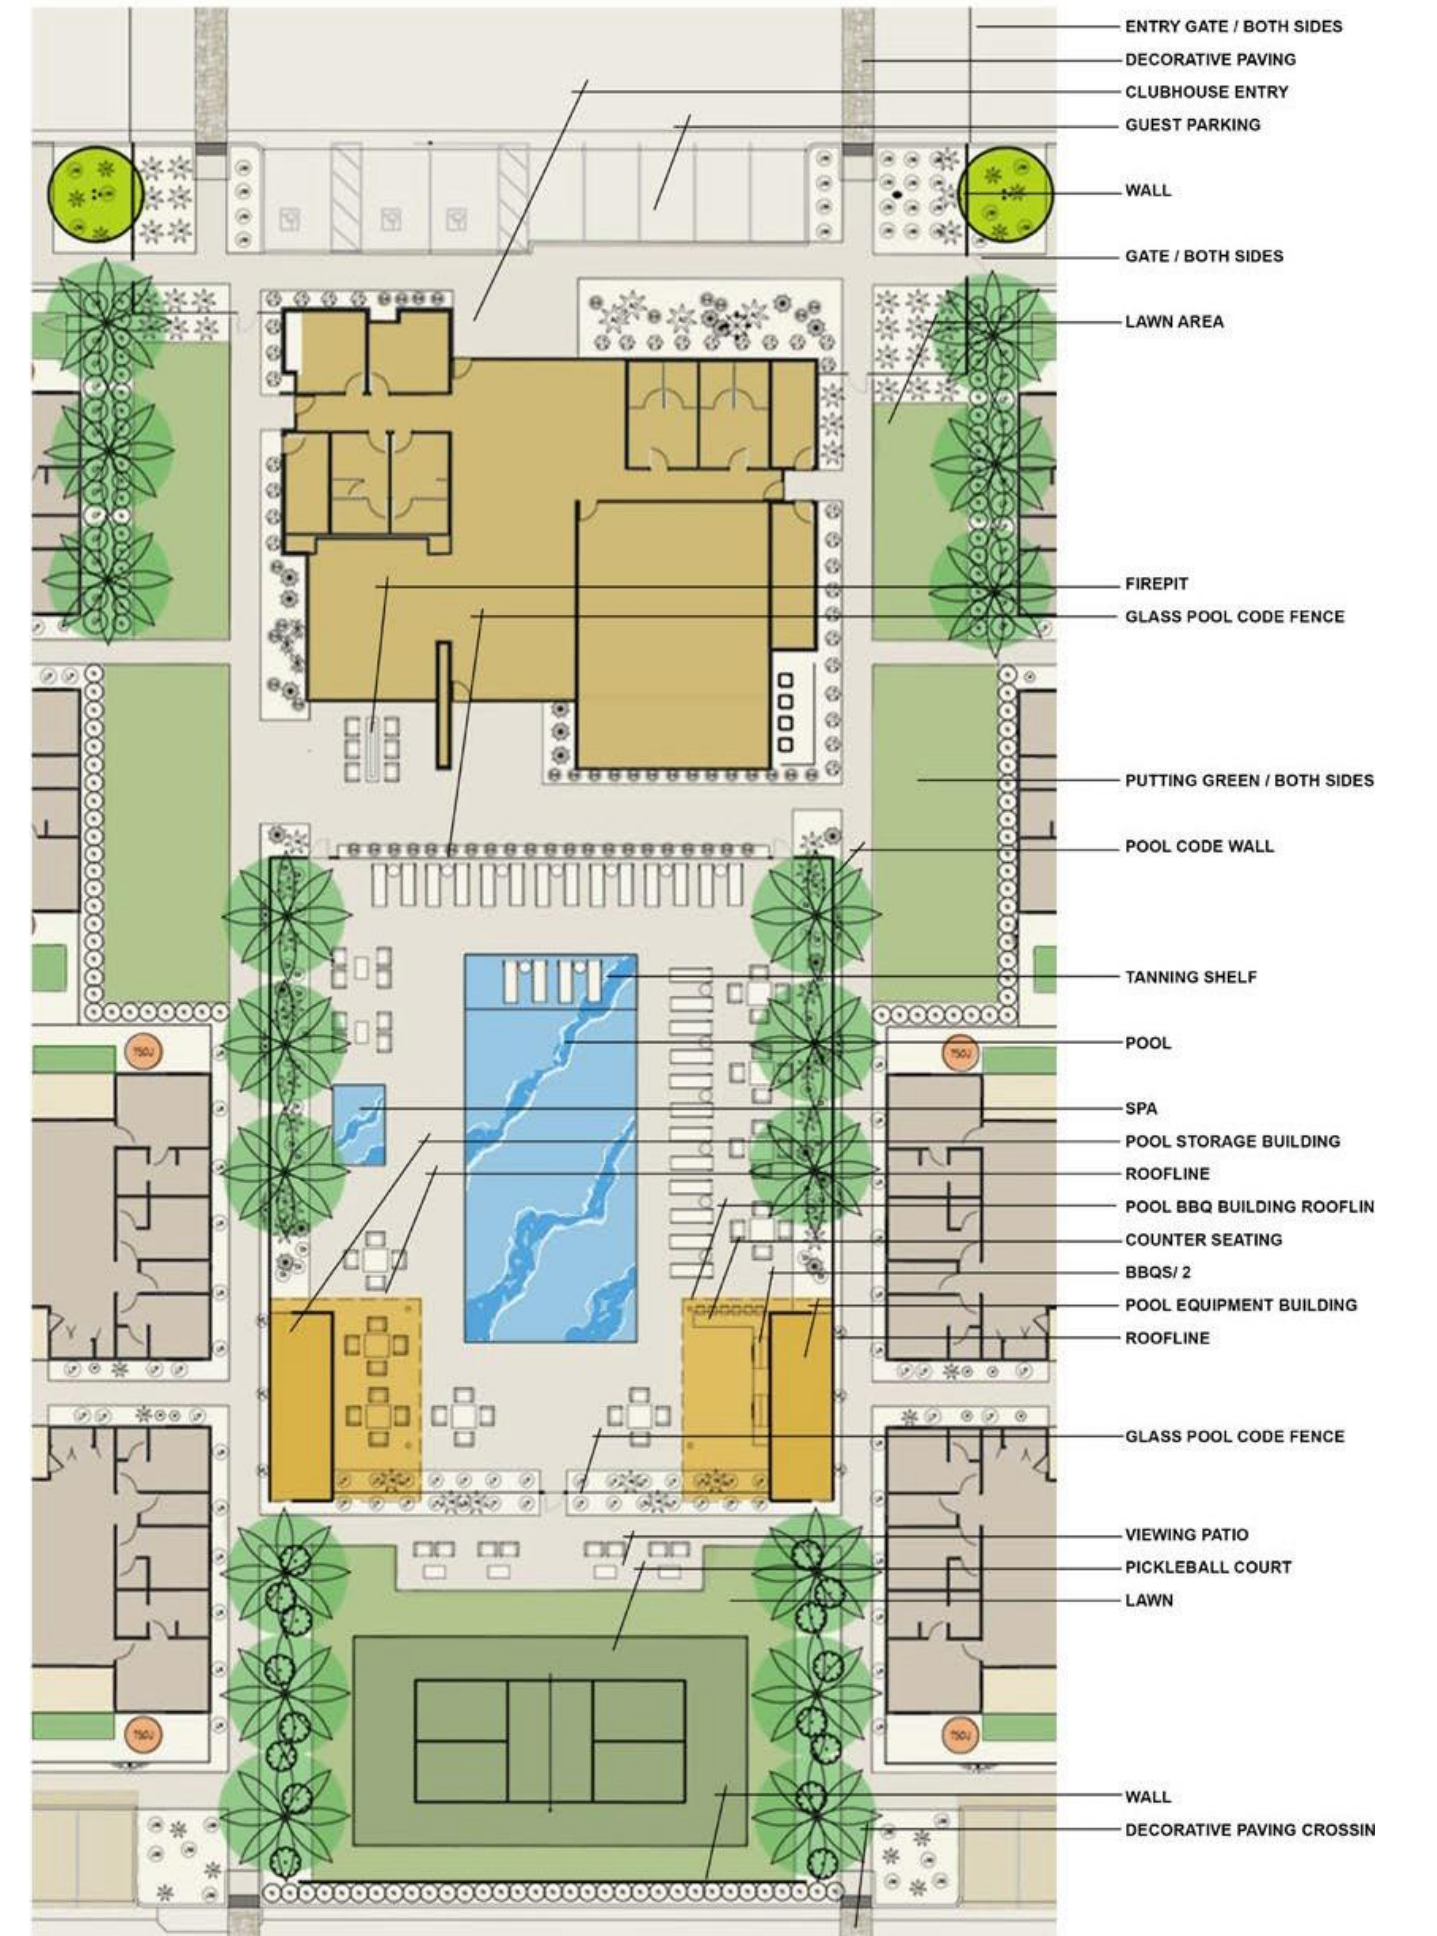 ENTRY GATE / BOTH SIDES
DECORATIVE PAVING
CLUBHOUSE ENTRY
GUEST PARKING
WALL
GATE / BOTH SIDES
LAWN AREA
FIREPIT
GLASS POOL CODE FENCE
PUTTING GREEN / BOTH SIDES
POOL CODE WALL
TANNING SHELF
POOL
SPA
POOL STORAGE BUILDING
ROOFLINE
POOL BBQ BUILDING ROOFLIN
COUNTER SEATING
BBQS/ 2
POOL EQUIPMENT BUILDING
ROOFLINE
GLASS POOL CODE FENCE
VIEWING PATIO
PICKLEBALL COURT
LAWN
WALL
DECORATIVE PAVING CROSSIN